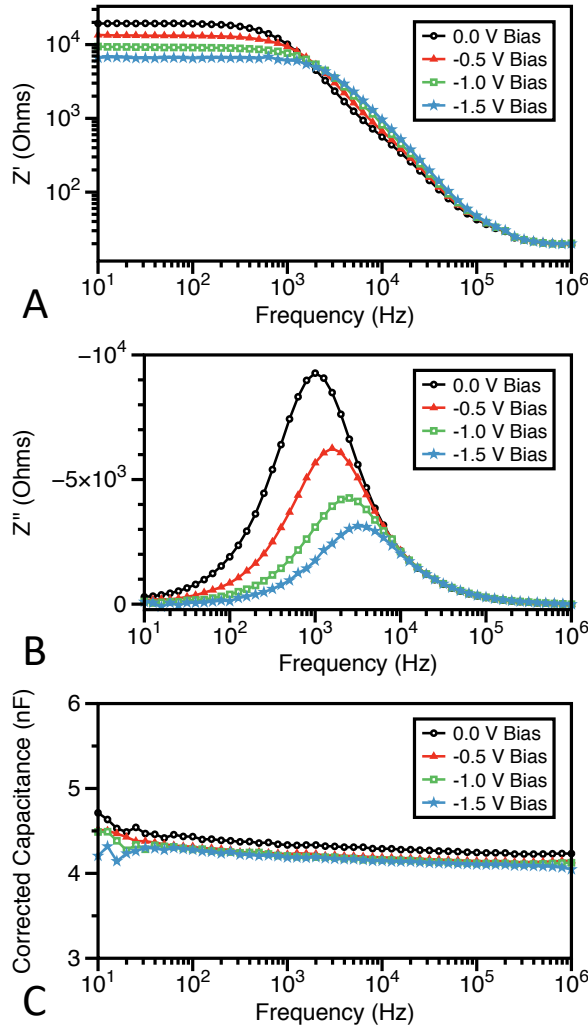 10⁴
10³
10²
Z' (Ohms)
0.0 V Bias
-0.5 V Bias
-1.0 V Bias
-1.5 V Bias
10¹ 10² 10³ 10⁴ 10⁵ 10⁶
Frequency (Hz)
A
−10⁴
−5×10³
0
Z" (Ohms)
0.0 V Bias
-0.5 V Bias
-1.0 V Bias
-1.5 V Bias
10¹ 10² 10³ 10⁴ 10⁵ 10⁶
Frequency (Hz)
B
6
5
4
3
Corrected Capacitance (nF)
0.0 V Bias
-0.5 V Bias
-1.0 V Bias
-1.5 V Bias
10¹ 10² 10³ 10⁴ 10⁵ 10⁶
Frequency (Hz)
C